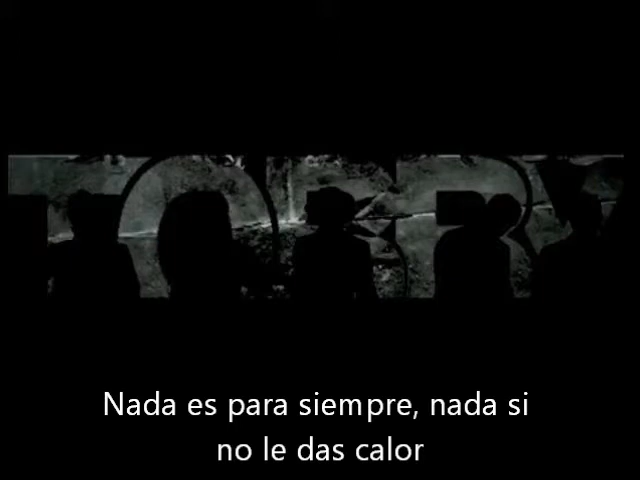 Nada es para siempre, nada si
no le das calor